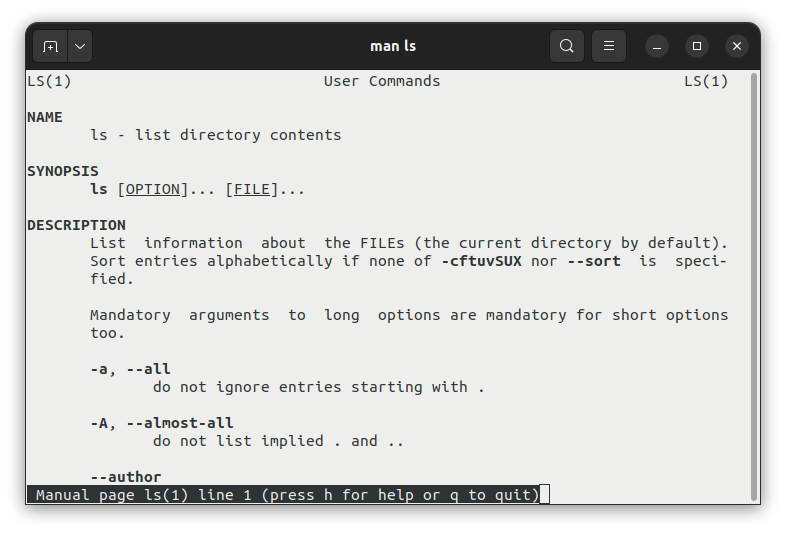 man ls
LS(1) User Commands LS(1)
NAME
ls - list directory contents
SYNOPSIS
ls [OPTION]... [FILE]...
DESCRIPTION
List information about the FILEs (the current directory by default).
Sort entries alphabetically if none of -cftuvSUX nor --sort is speci‐
fied.
Mandatory arguments to long options are mandatory for short options
too.
-a, --all
do not ignore entries starting with .
-A, --almost-all
do not list implied . and ..
--author
Manual page ls(1) line 1 (press h for help or q to quit)